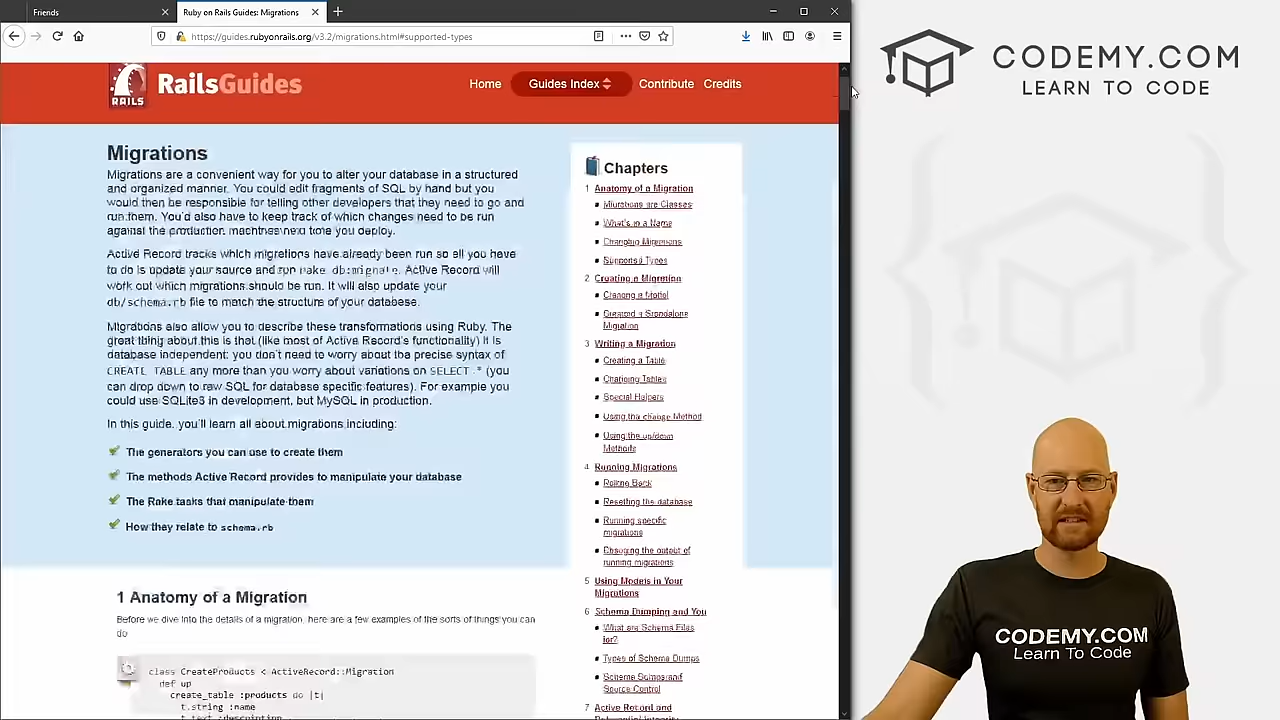 Friends
Ruby on Rails Guides: Migrations
https://guides.rubyonrails.org/v3.2/migrations.html#supported-types
RAILS
RailsGuides
Home
Guides Index
Contribute
Credits
Migrations
Migrations are a convenient way for you to alter your database in a structured
and organized manner. You could edit fragments of SQL by hand but you
would then be responsible for telling other developers that they need to go and
run them. You'd also have to keep track of which changes need to be run
against the production machines next time you deploy.
Active Record tracks which migrations have already been run so all you have
to do is update your source and run rake db:migrate. Active Record will
work out which migrations should be run. It will also update your
db/schema.rb file to match the structure of your database.
Migrations also allow you to describe these transformations using Ruby. The
great thing about this is that (like most of Active Record's functionality) it is
database independent: you don't need to worry about the precise syntax of
CREATE TABLE any more than you worry about variations on SELECT * (you
can drop down to raw SQL for database specific features). For example you
could use SQLite3 in development, but MySQL in production.
In this guide, you'll learn all about migrations including:
The generators you can use to create them
The methods Active Record provides to manipulate your database
The Rake tasks that manipulate them
How they relate to schema.rb
1 Anatomy of a Migration
Before we dive into the details of a migration, here are a few examples of the sorts of things you can
do
class CreateProducts < ActiveRecord::Migration
def up
create_table :products do |t|
t.string :name
t.text :description
Chapters
1 Anatomy of a Migration
Migrations are Classes
What's in a Name
Changing Migrations
Supported Types
2 Creating a Migration
Creating a Model
Creating a Standalone
Migration
3 Writing a Migration
Creating a Table
Changing Tables
Special Helpers
Using the change Method
Using the up/down
Methods
4 Running Migrations
Rolling Back
Resetting the database
Running specific
migrations
Changing the output of
running migrations
5 Using Models in Your
Migrations
6 Schema Dumping and You
What are Schema Files
for?
Types of Schema Dumps
Schema Dumps and
Source Control
7 Active Record and
Referential Integrity
CODEMY.COM
LEARN TO CODE
CODEMY.COM
Learn To Code